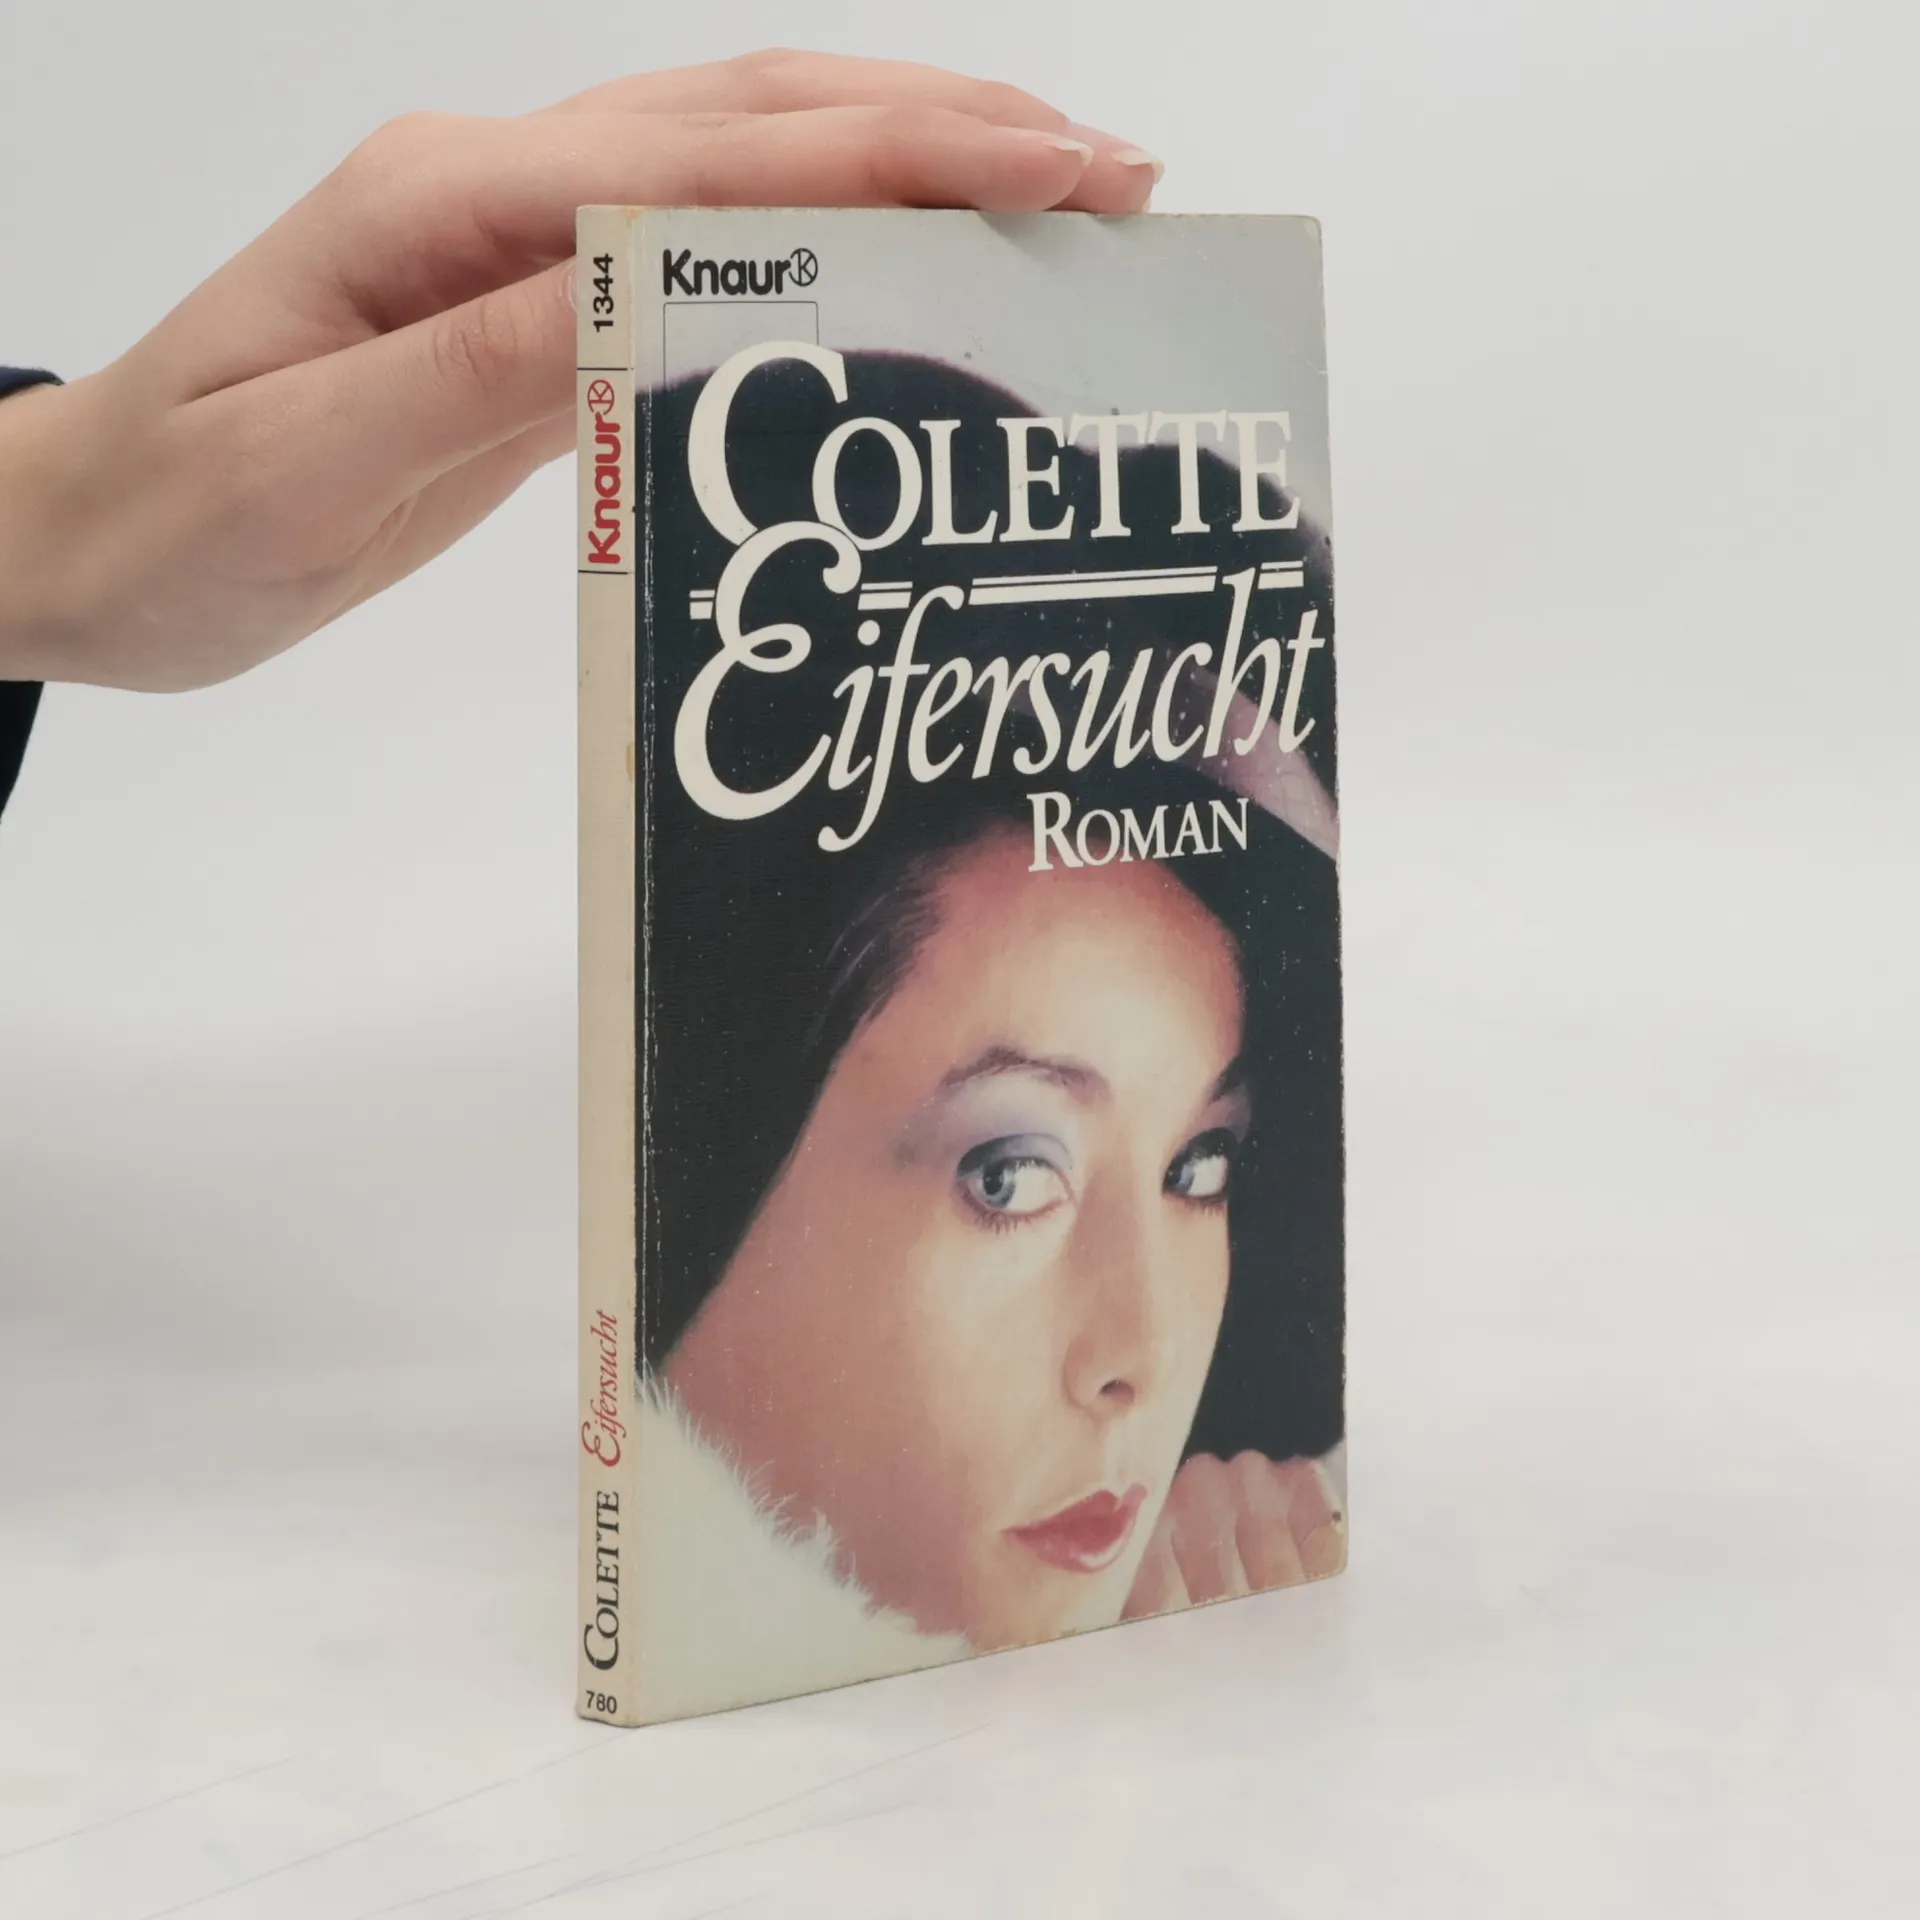 Knaur
COLETTE
Eifersucht
ROMAN
1344
Knaur
COLETTE Eifersucht
780